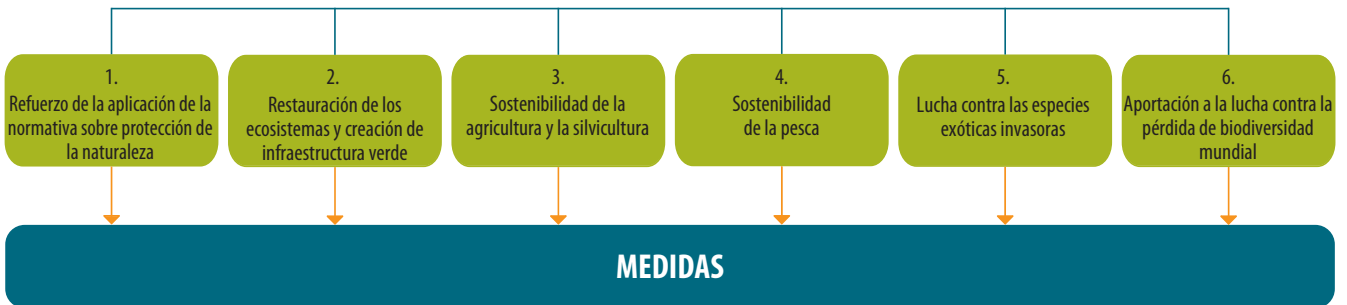 1.
Refuerzo de la aplicación de la
normativa sobre protección de
la naturaleza
2.
Restauración de los
ecosistemas y creación de
infraestructura verde
3.
Sostenibilidad de la
agricultura y la silvicultura
4.
Sostenibilidad
de la pesca
5.
Lucha contra las especies
exóticas invasoras
6.
Aportación a la lucha contra la
pérdida de biodiversidad
mundial
MEDIDAS